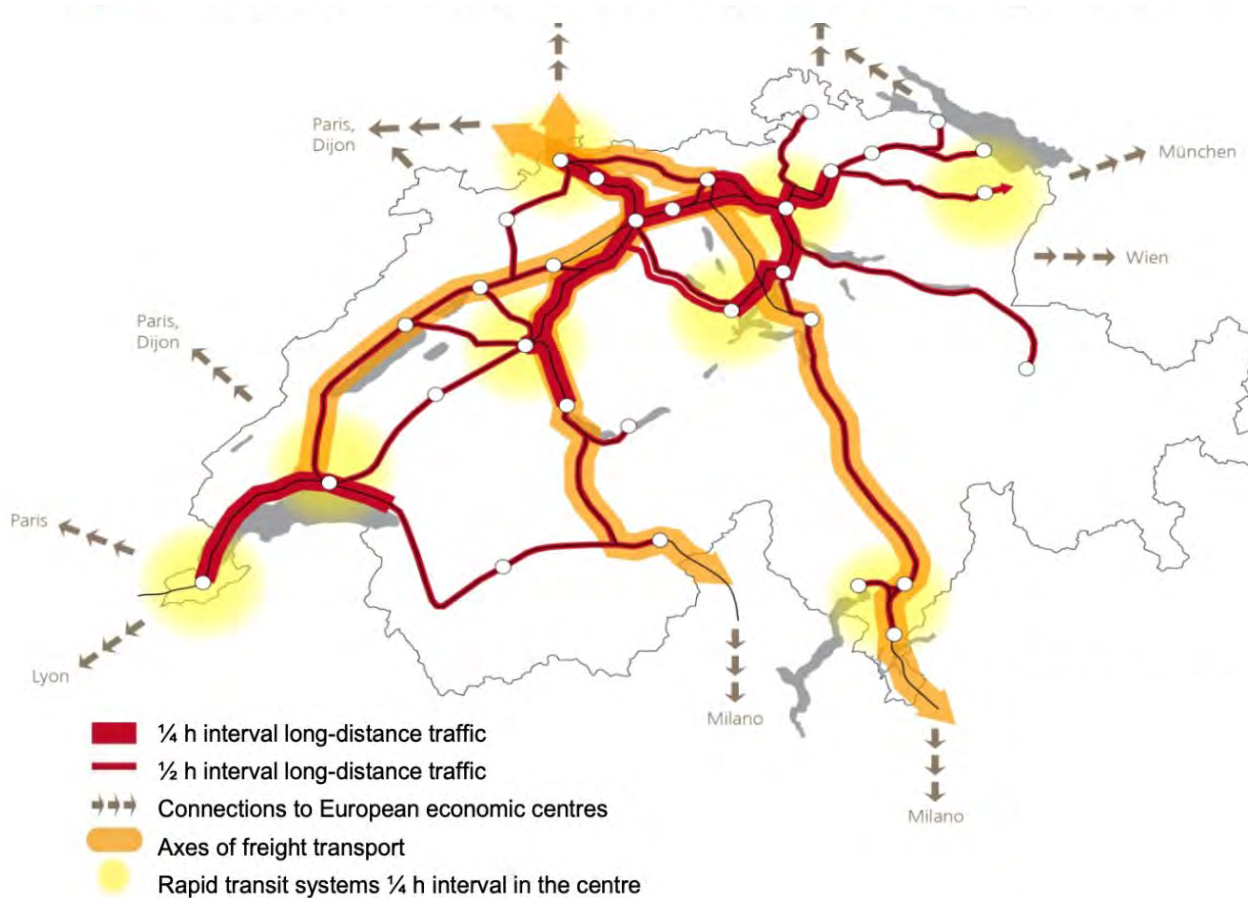 Paris,
Dijon
München
Wien
Paris,
Dijon
Paris
Lyon
Milano
Milano
¼ h interval long-distance traffic
½ h interval long-distance traffic
Connections to European economic centres
Axes of freight transport
Rapid transit systems ¼ h interval in the centre